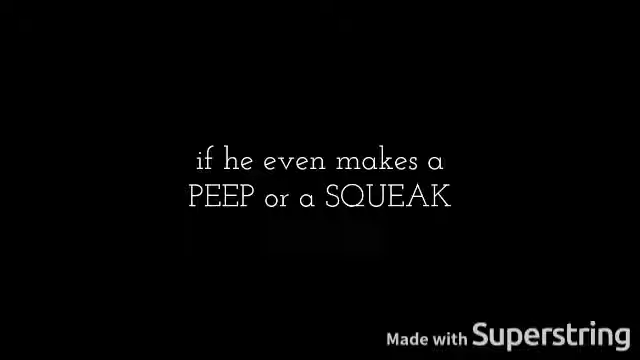 if he even makes a
PEEP or a SQUEAK
Made with Superstring